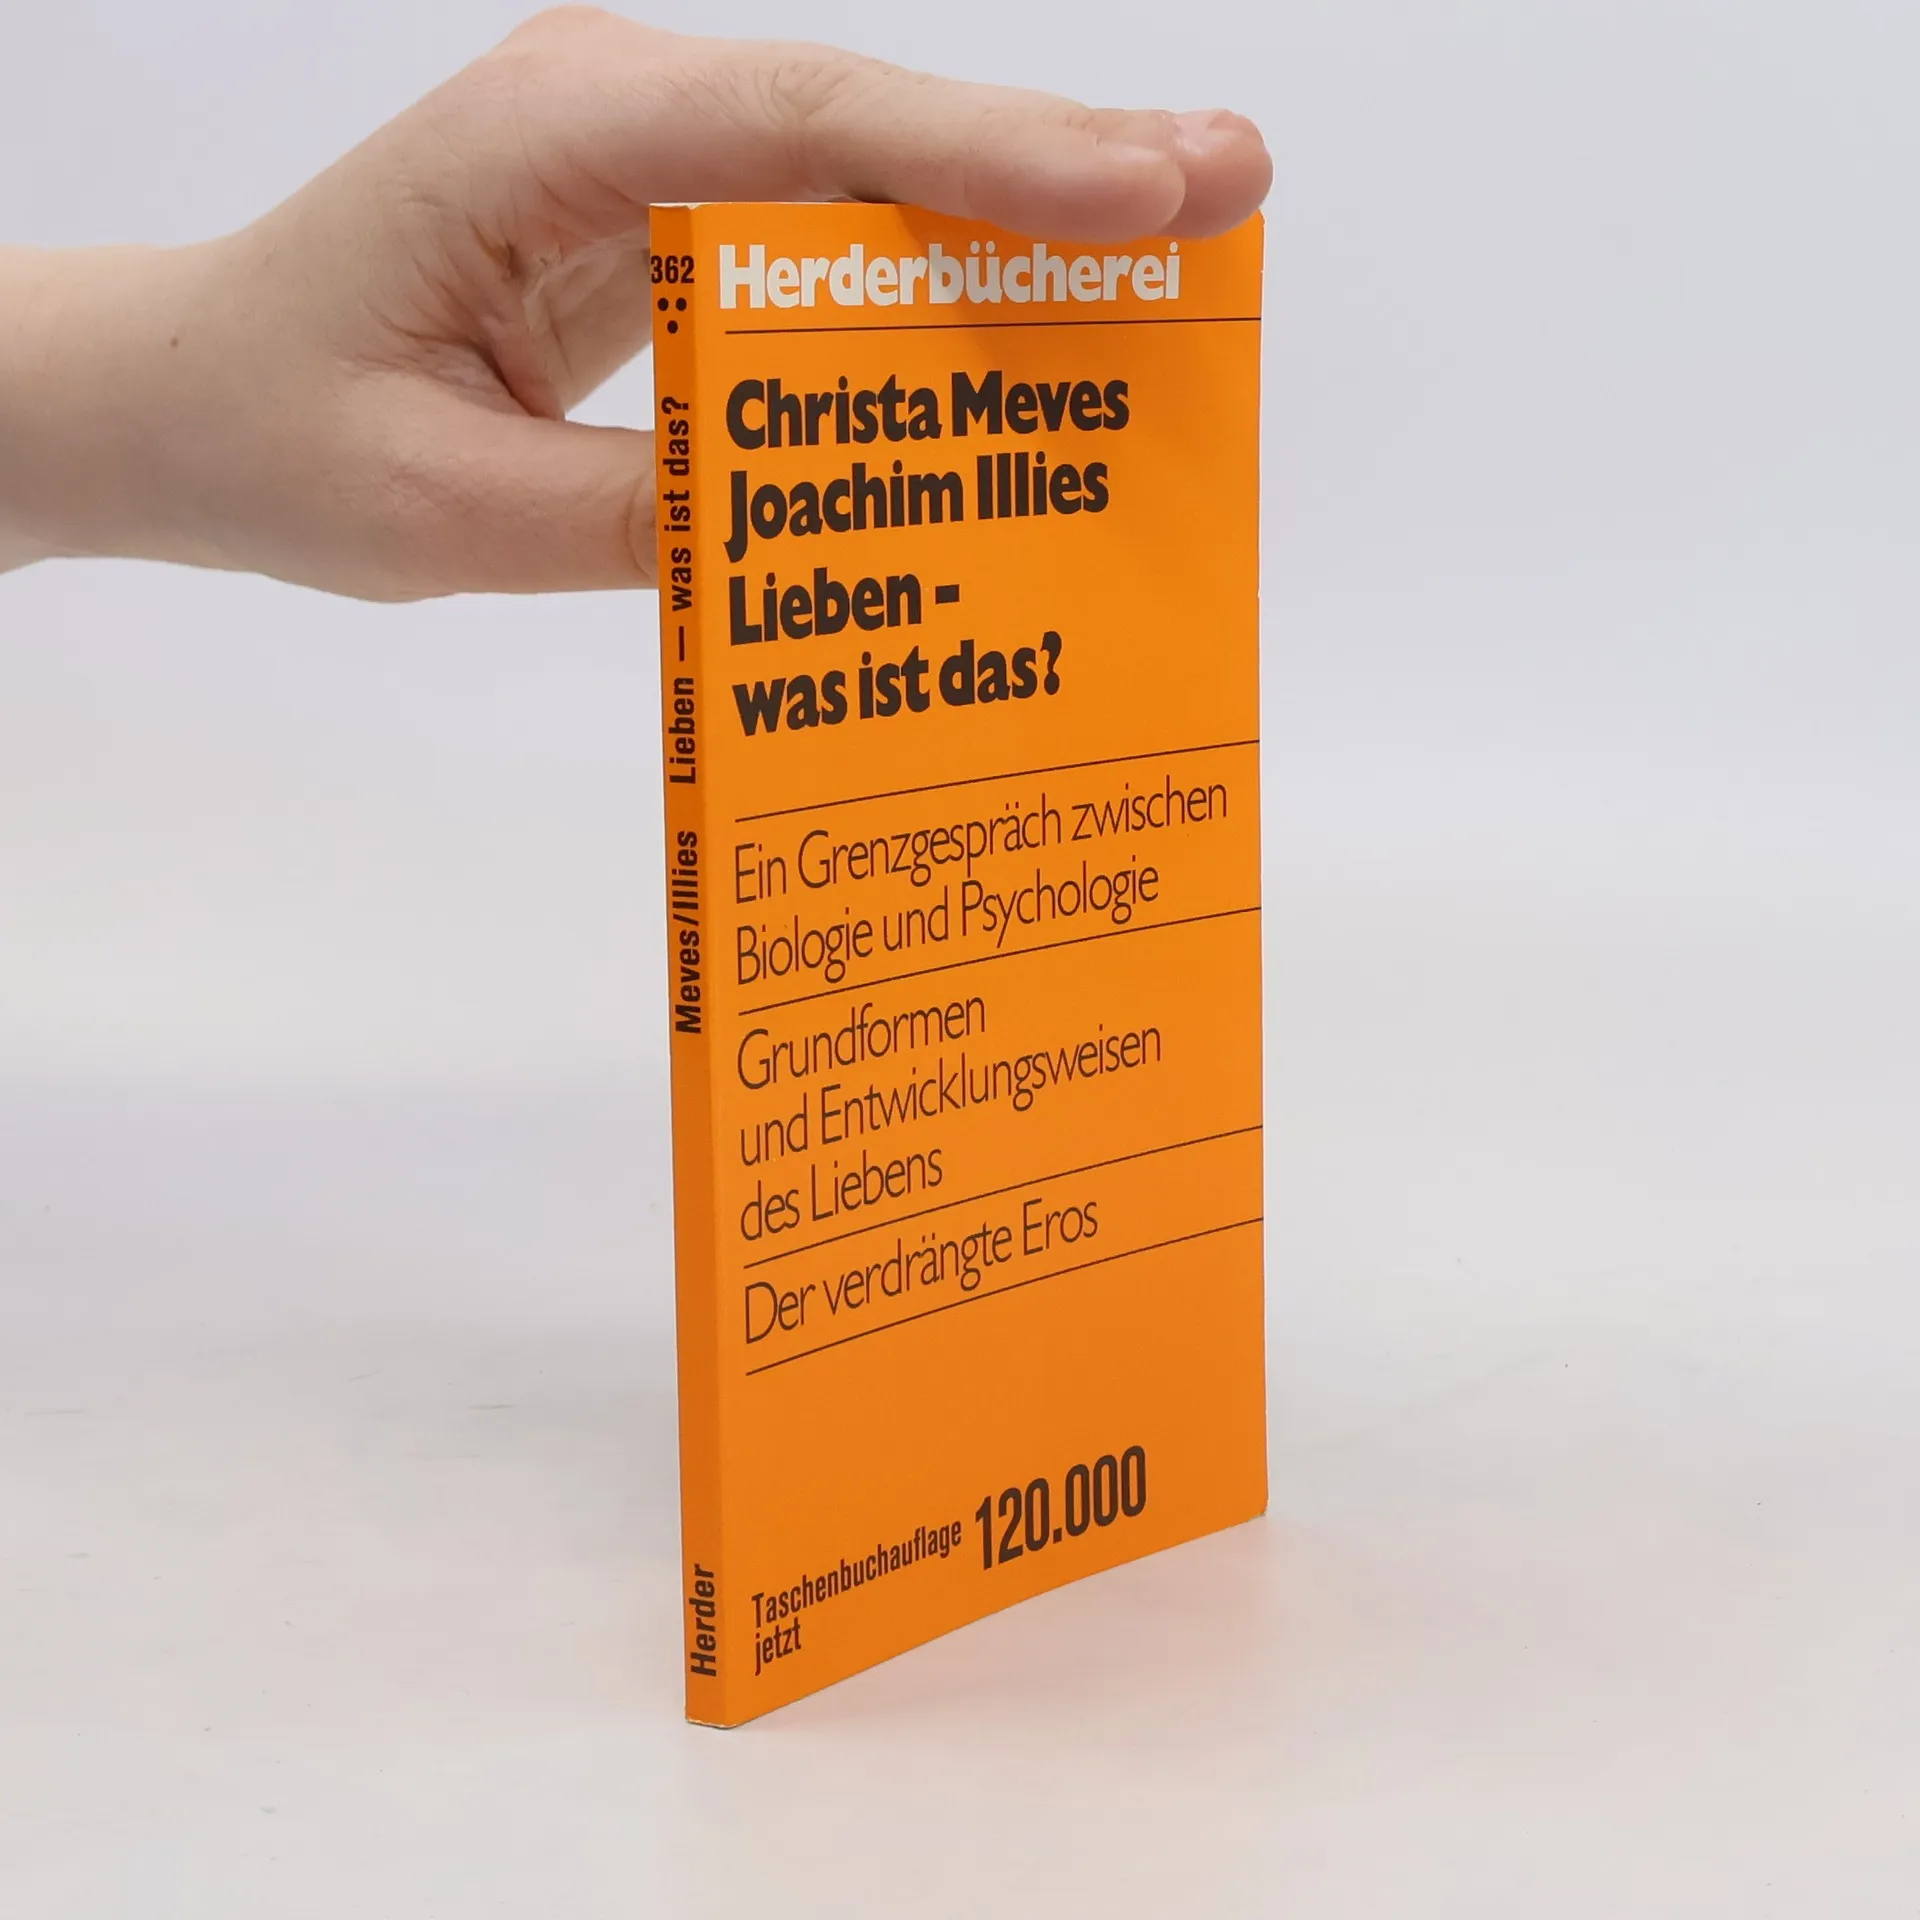 362
Meves/Illies Lieben — was ist das?
Herder
Herderbücherei
Christa Meves
Joachim Illies
Lieben -
was ist das?
Ein Grenzgespräch zwischen
Biologie und Psychologie
Grundformen
und Entwicklungsweisen
des Liebens
Der verdrängte Eros
Taschenbuchauflage 120.000
jetzt